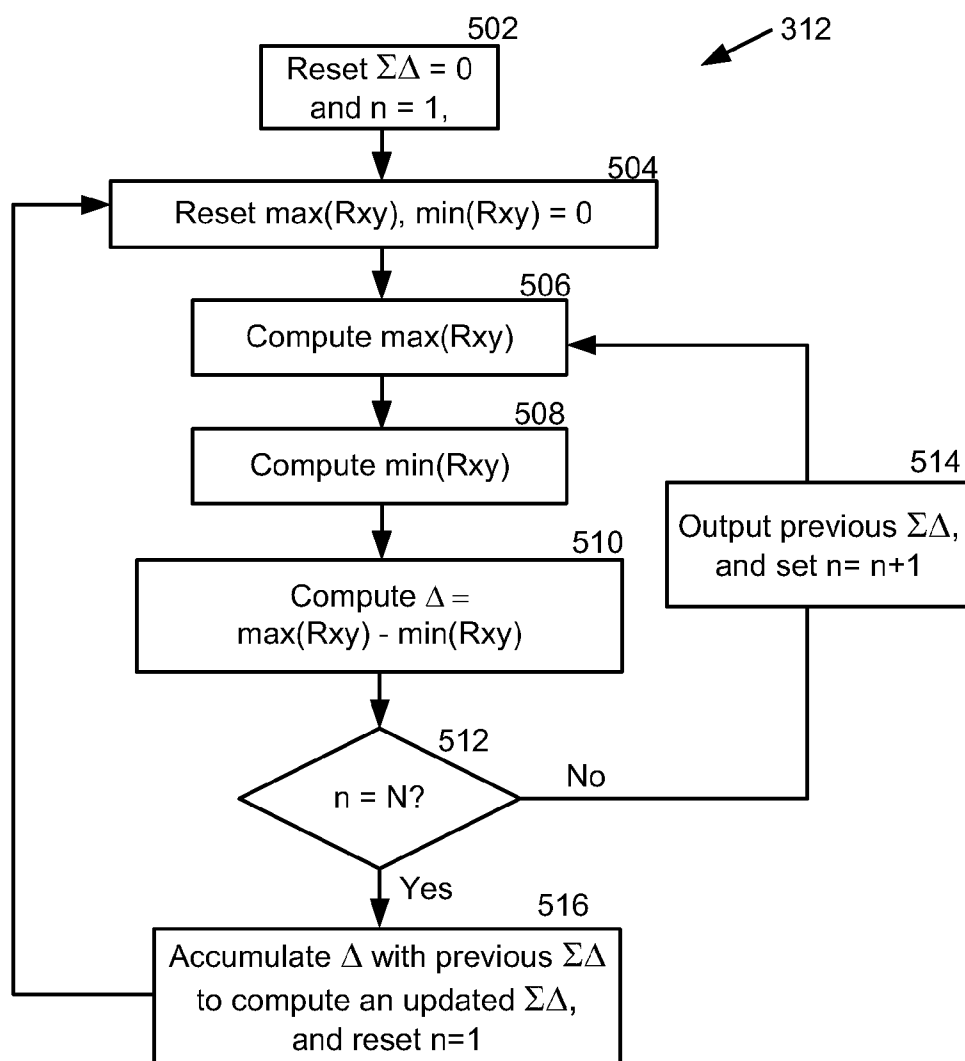 502
312
Reset ΣΔ = 0
and n = 1,
504
Reset max(Rxy), min(Rxy) = 0
506
Compute max(Rxy)
508
Compute min(Rxy)
514
Output previous ΣΔ,
and set n= n+1
510
Compute Δ =
max(Rxy) - min(Rxy)
512
n = N?
No
Yes
516
Accumulate Δ with previous ΣΔ
to compute an updated ΣΔ,
and reset n=1